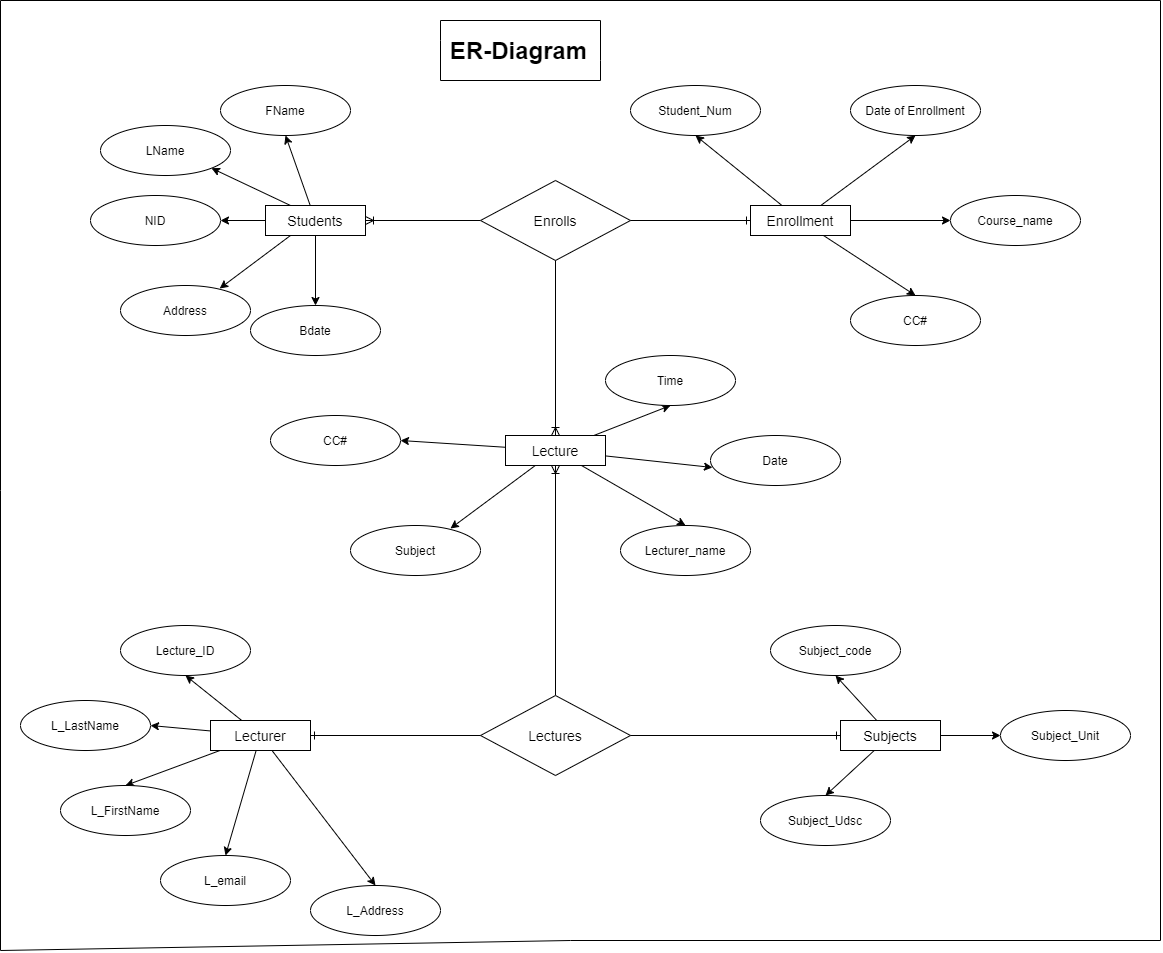 ER-Diagram
FName
Student_Num
Date of Enrollment
LName
NID
Students
Enrolls
Enrollment
Course_name
Address
Bdate
CC#
Time
CC#
Lecture
Date
Subject
Lecturer_name
Lecture_ID
Subject_code
L_LastName
Lecturer
Lectures
Subjects
Subject_Unit
L_FirstName
Subject_Udsc
L_email
L_Address